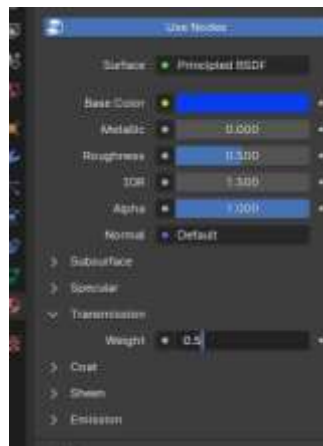 Use Nodes
Surface Principled BSDF
Base Color
Metallic 0.000
Roughness 0.500
IOR 1.500
Alpha 1.000
Normal Default
Subsurface
Specular
Transmission
Weight 0.5
Coat
Sheen
Emission